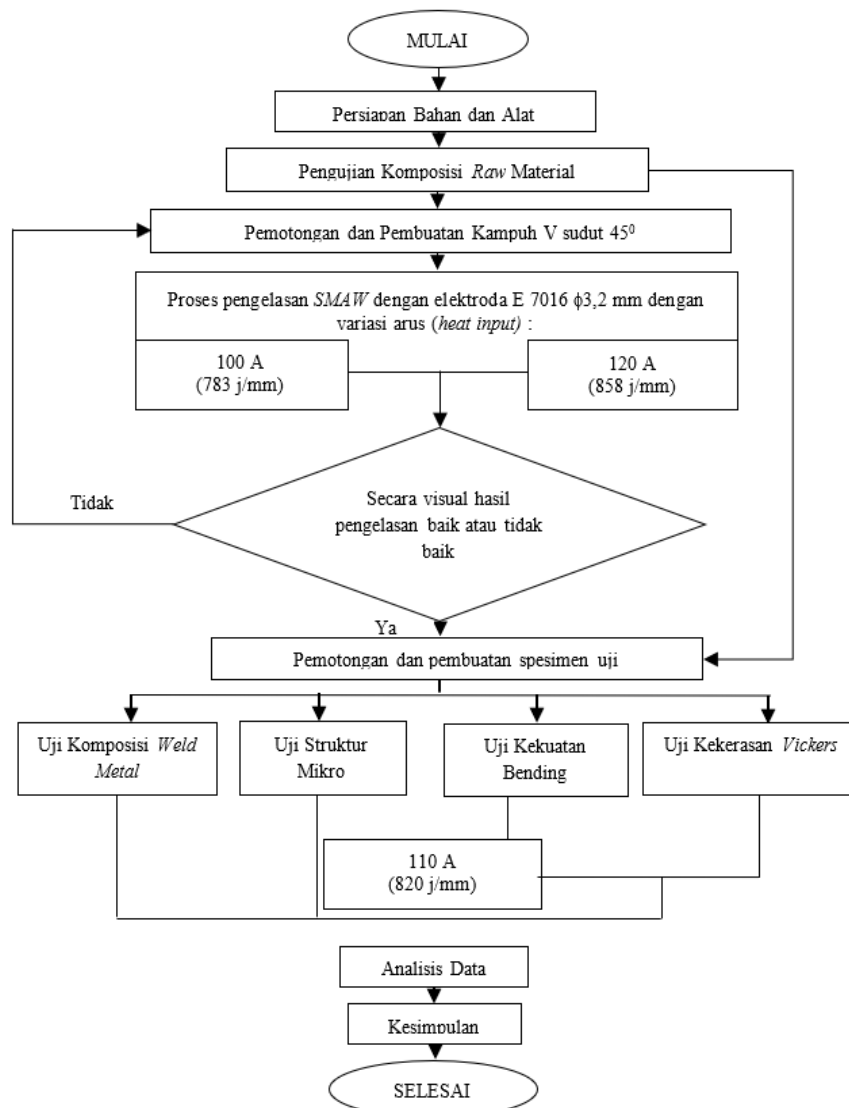 MULAI
Persiapan Bahan dan Alat
Pengujian Komposisi Raw Material
Pemotongan dan Pembuatan Kampuh V sudut 45⁰
Proses pengelasan SMAW dengan elektroda E 7016 ϕ3,2 mm dengan
variasi arus (heat input) :
100 A
(783 j/mm)
120 A
(858 j/mm)
Tidak
Secara visual hasil
pengelasan baik atau tidak
baik
Ya
Pemotongan dan pembuatan spesimen uji
Uji Komposisi Weld
Metal
Uji Struktur
Mikro
Uji Kekuatan
Bending
Uji Kekerasan Vickers
110 A
(820 j/mm)
Analisis Data
Kesimpulan
SELESAI